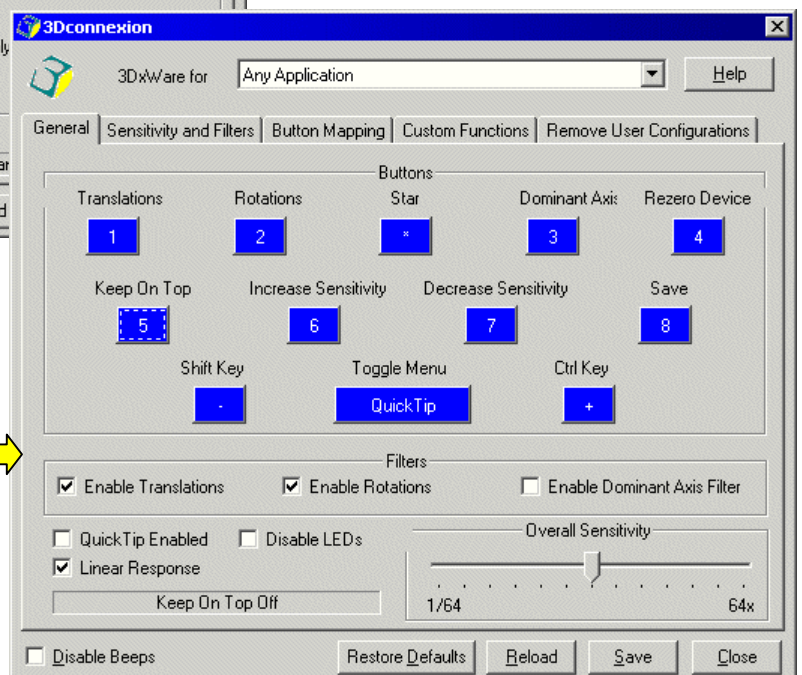 3Dconnexion
3DxWare for Any Application Help
General Sensitivity and Filters Button Mapping Custom Functions Remove User Configurations
Buttons
Translations Rotations Star Dominant Axis Rezero Device
1 2 * 3 4
Keep On Top Increase Sensitivity Decrease Sensitivity Save
5 6 7 8
Shift Key Toggle Menu Ctrl Key
- QuickTip +
Filters
Enable Translations Enable Rotations Enable Dominant Axis Filter
QuickTip Enabled Disable LEDs
Linear Response
Keep On Top Off
Overall Sensitivity
1/64 64x
Disable Beeps Restore Defaults Reload Save Close